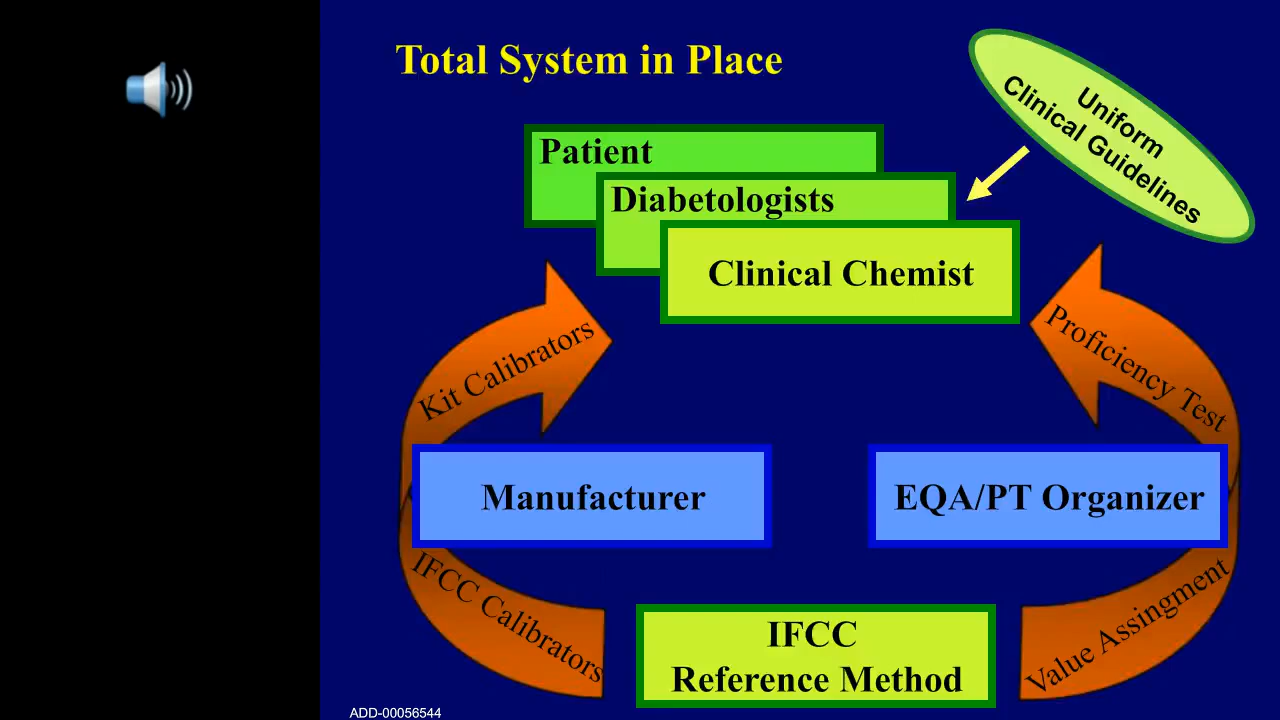 Total System in Place
Uniform
Clinical Guidelines
Patient
Diabetologists
Clinical Chemist
Kit Calibrators
Proficiency Test
Manufacturer
EQA/PT Organizer
IFCC Calibrators
Value Assingment
IFCC
Reference Method
ADD-00056544